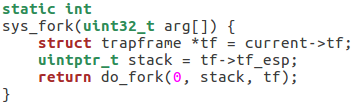 static int
sys_fork(uint32_t arg[]) {
    struct trapframe *tf = current->tf;
    uintptr_t stack = tf->tf_esp;
    return do_fork(0, stack, tf);
}